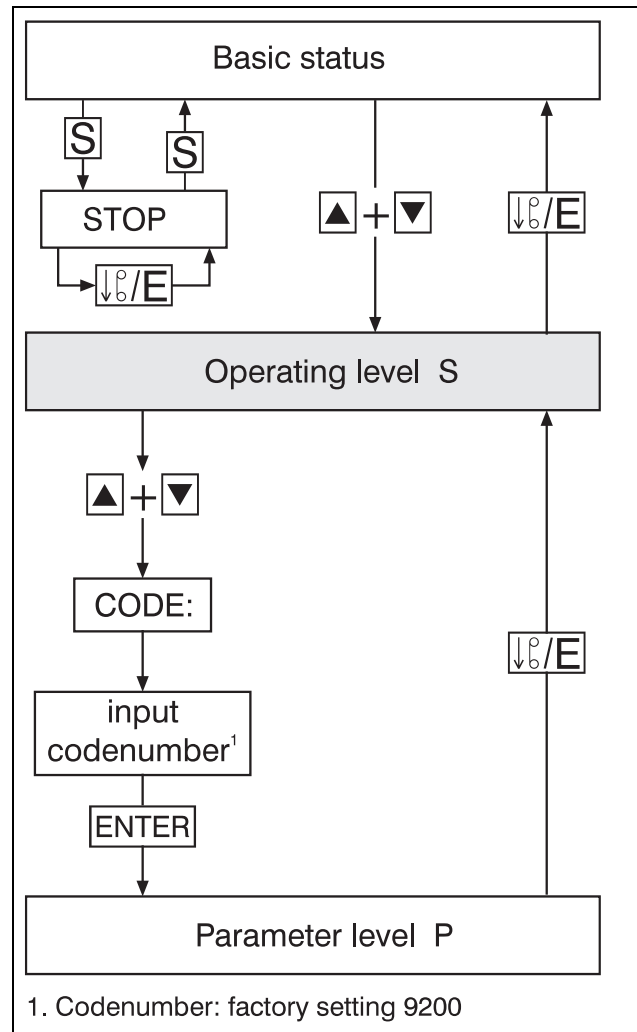 Basic status
S
S
STOP
▲ + ▼
/E
/E
Operating level S
▲ + ▼
CODE:
/E
input
codenumber¹
ENTER
Parameter level P
1. Codenumber: factory setting 9200